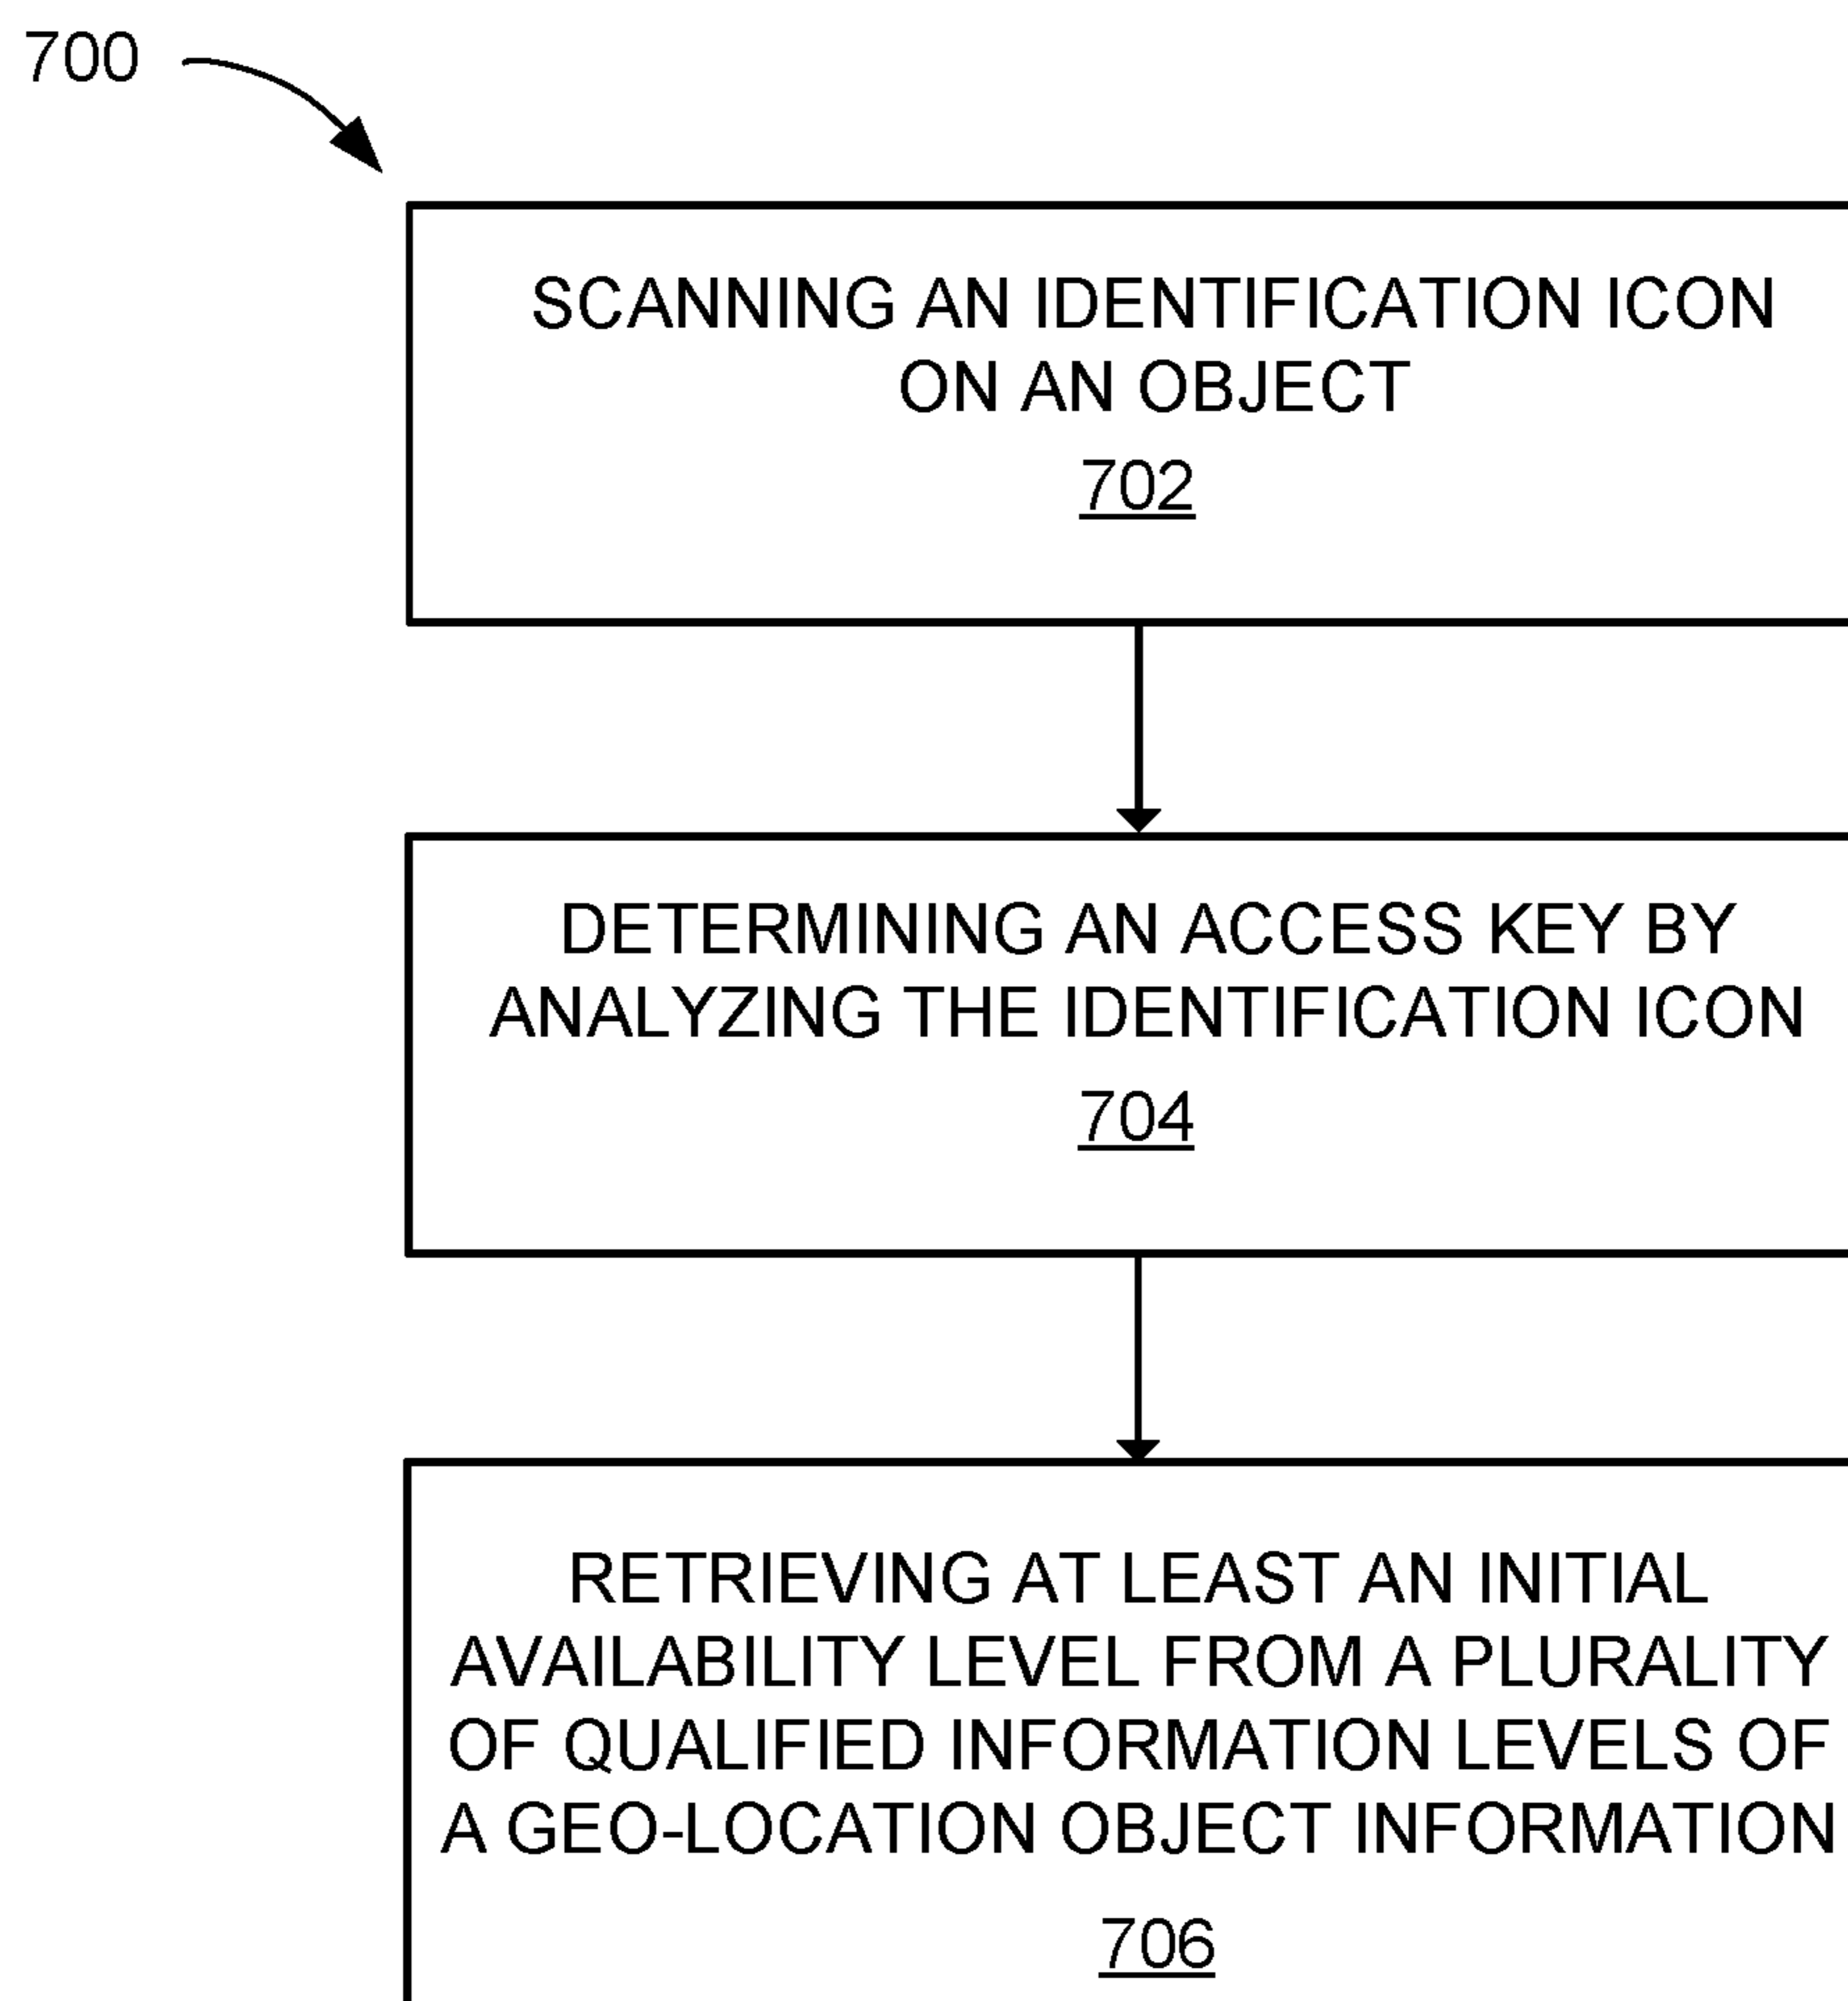 700
SCANNING AN IDENTIFICATION ICON
ON AN OBJECT
702
DETERMINING AN ACCESS KEY BY
ANALYZING THE IDENTIFICATION ICON
704
RETRIEVING AT LEAST AN INITIAL
AVAILABILITY LEVEL FROM A PLURALITY
OF QUALIFIED INFORMATION LEVELS OF
A GEO-LOCATION OBJECT INFORMATION
706